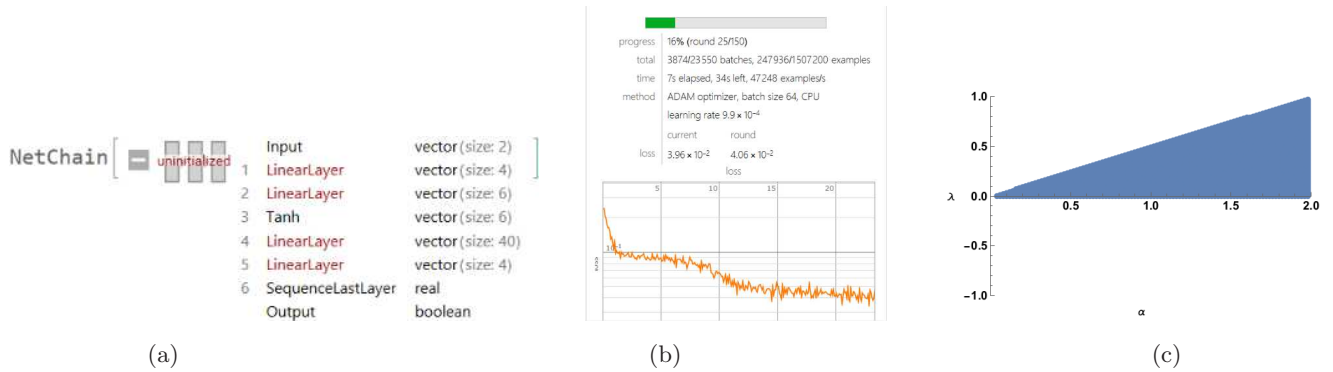 NetChain
uninitialized
Input vector (size: 2)
1 LinearLayer vector (size: 4)
2 LinearLayer vector (size: 6)
3 Tanh vector (size: 6)
4 LinearLayer vector (size: 40)
5 LinearLayer vector (size: 4)
6 SequenceLastLayer real
Output boolean
(a)
progress 16% (round 25/150)
total 3874/23550 batches, 247936/1507200 examples
time 7s elapsed, 34s left, 47248 examples/s
method ADAM optimizer, batch size 64, CPU
learning rate 9.9 × 10⁻⁴
current round
loss 3.96 × 10⁻² 4.06 × 10⁻²
loss
5 10 15 20
10⁻¹
(b)
1.0
0.5
λ 0.0
0.5 1.0 1.5 2.0
-0.5
-1.0
α
(c)